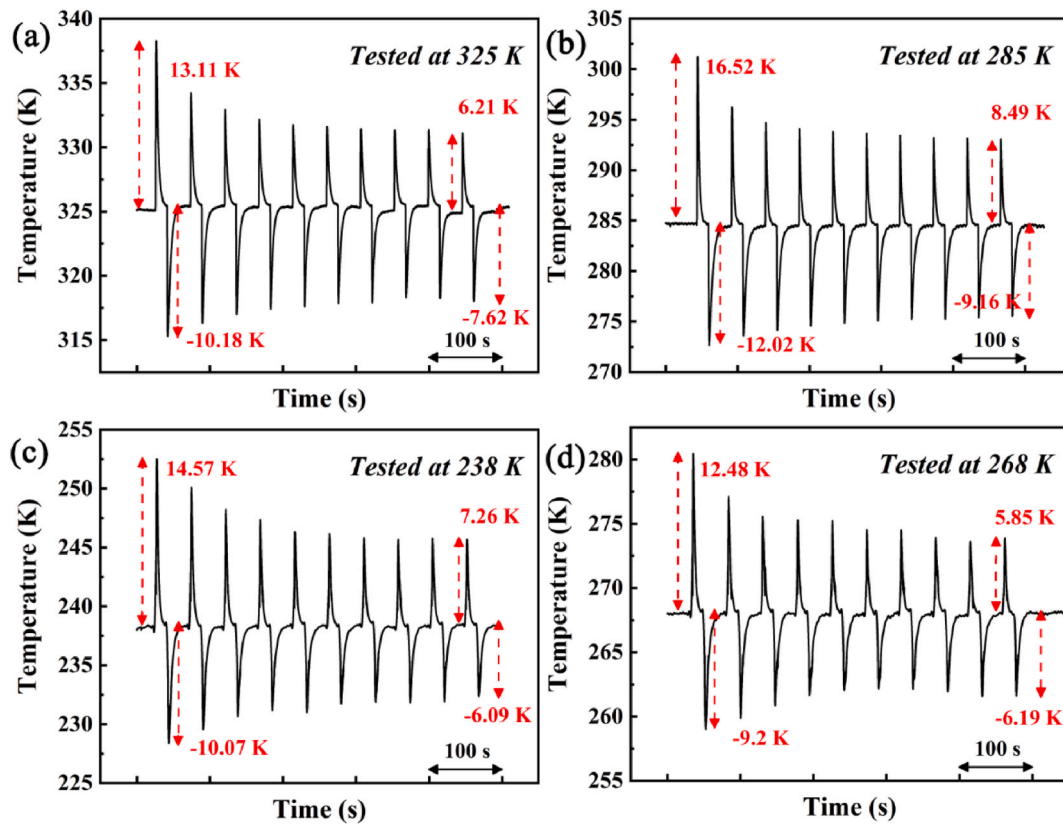 (a)
Temperature (K)
340
335
330
325
320
315
Tested at 325 K
13.11 K
6.21 K
-10.18 K
-7.62 K
100 s
Time (s)
(b)
Temperature (K)
305
300
295
290
285
280
275
270
Tested at 285 K
16.52 K
8.49 K
-12.02 K
-9.16 K
100 s
Time (s)
(c)
Temperature (K)
255
250
245
240
235
230
225
Tested at 238 K
14.57 K
7.26 K
-10.07 K
-6.09 K
100 s
Time (s)
(d)
Temperature (K)
280
275
270
265
260
255
Tested at 268 K
12.48 K
5.85 K
-9.2 K
-6.19 K
100 s
Time (s)